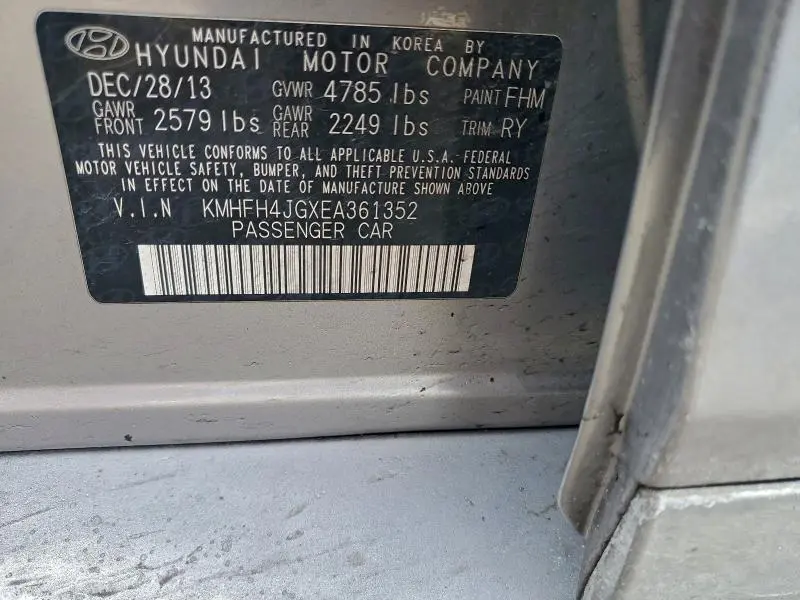 MANUFACTURED IN KOREA BY
HYUNDAI MOTOR COMPANY
DEC/28/13 GVWR 4785 lbs PAINT FHM
GAWR FRONT 2579 lbs GAWR REAR 2249 lbs TRIM RY
THIS VEHICLE CONFORMS TO ALL APPLICABLE U.S.A. FEDERAL
MOTOR VEHICLE SAFETY, BUMPER, AND THEFT PREVENTION STANDARDS
IN EFFECT ON THE DATE OF MANUFACTURE SHOWN ABOVE
V.I.N KMHFH4JGXEA361352
PASSENGER CAR